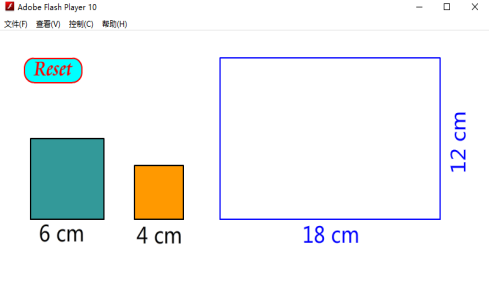 Adobe Flash Player 10
文件(F) 查看(V) 控制(C) 帮助(H)
Reset
12 cm
6 cm
4 cm
18 cm